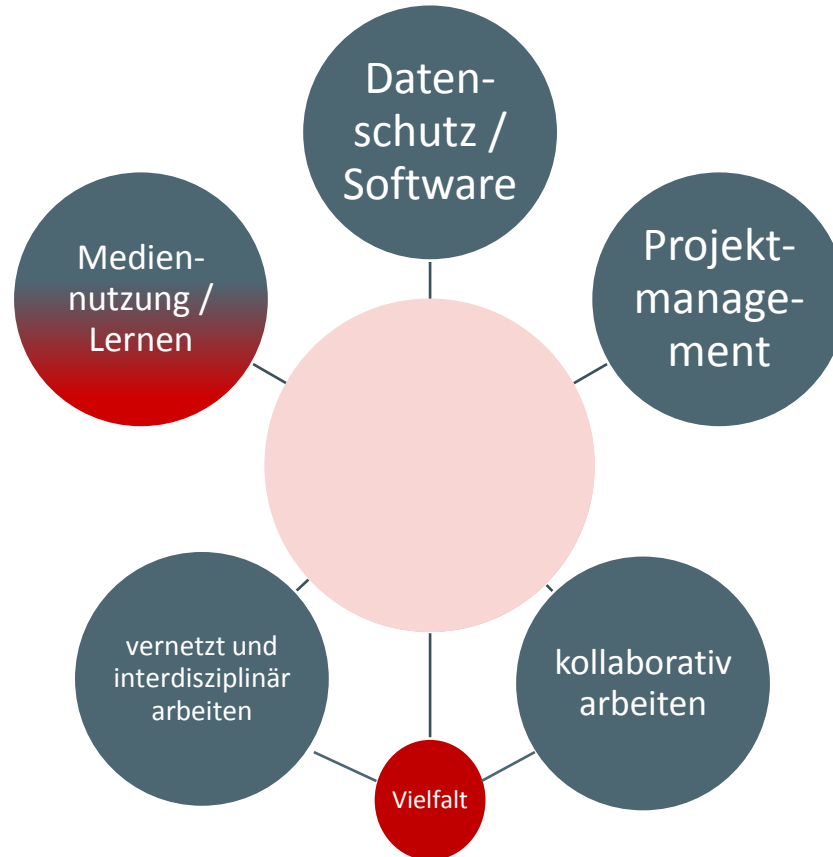 Daten-
schutz /
Software
Medien-
nutzung /
Lernen
Projekt-
manage-
ment
vernetzt und
interdisziplinär
arbeiten
kollaborativ
arbeiten
Vielfalt